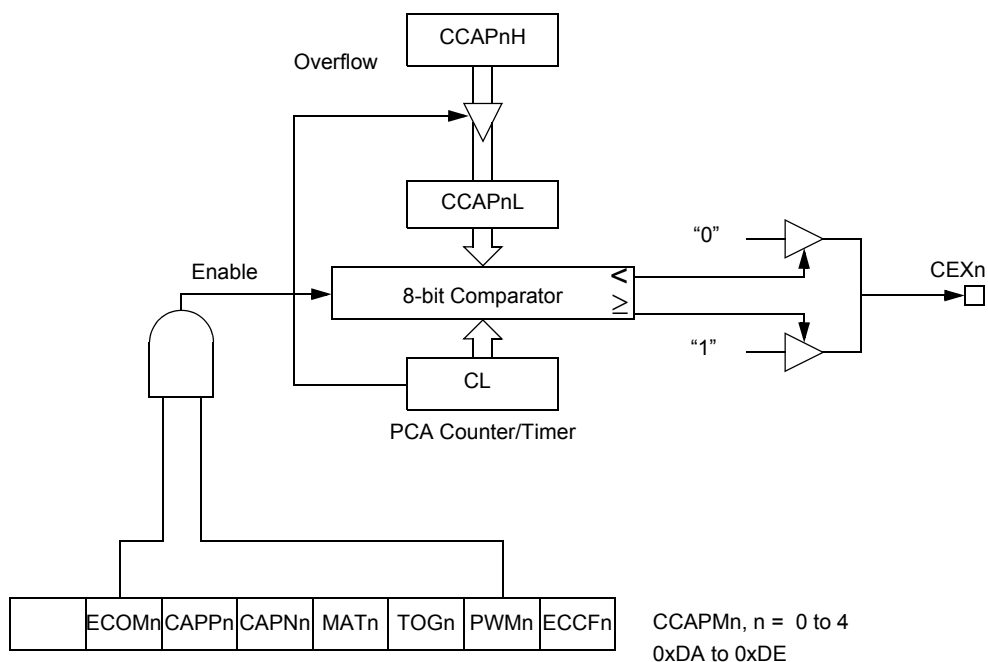 CCAPnH
Overflow
CCAPnL
“0”
Enable
<
8-bit Comparator
≥
CEXn
“1”
CL
PCA Counter/Timer
ECOMn CAPPn CAPNn MATn TOGn PWMn ECCFn
CCAPMn, n = 0 to 4
0xDA to 0xDE